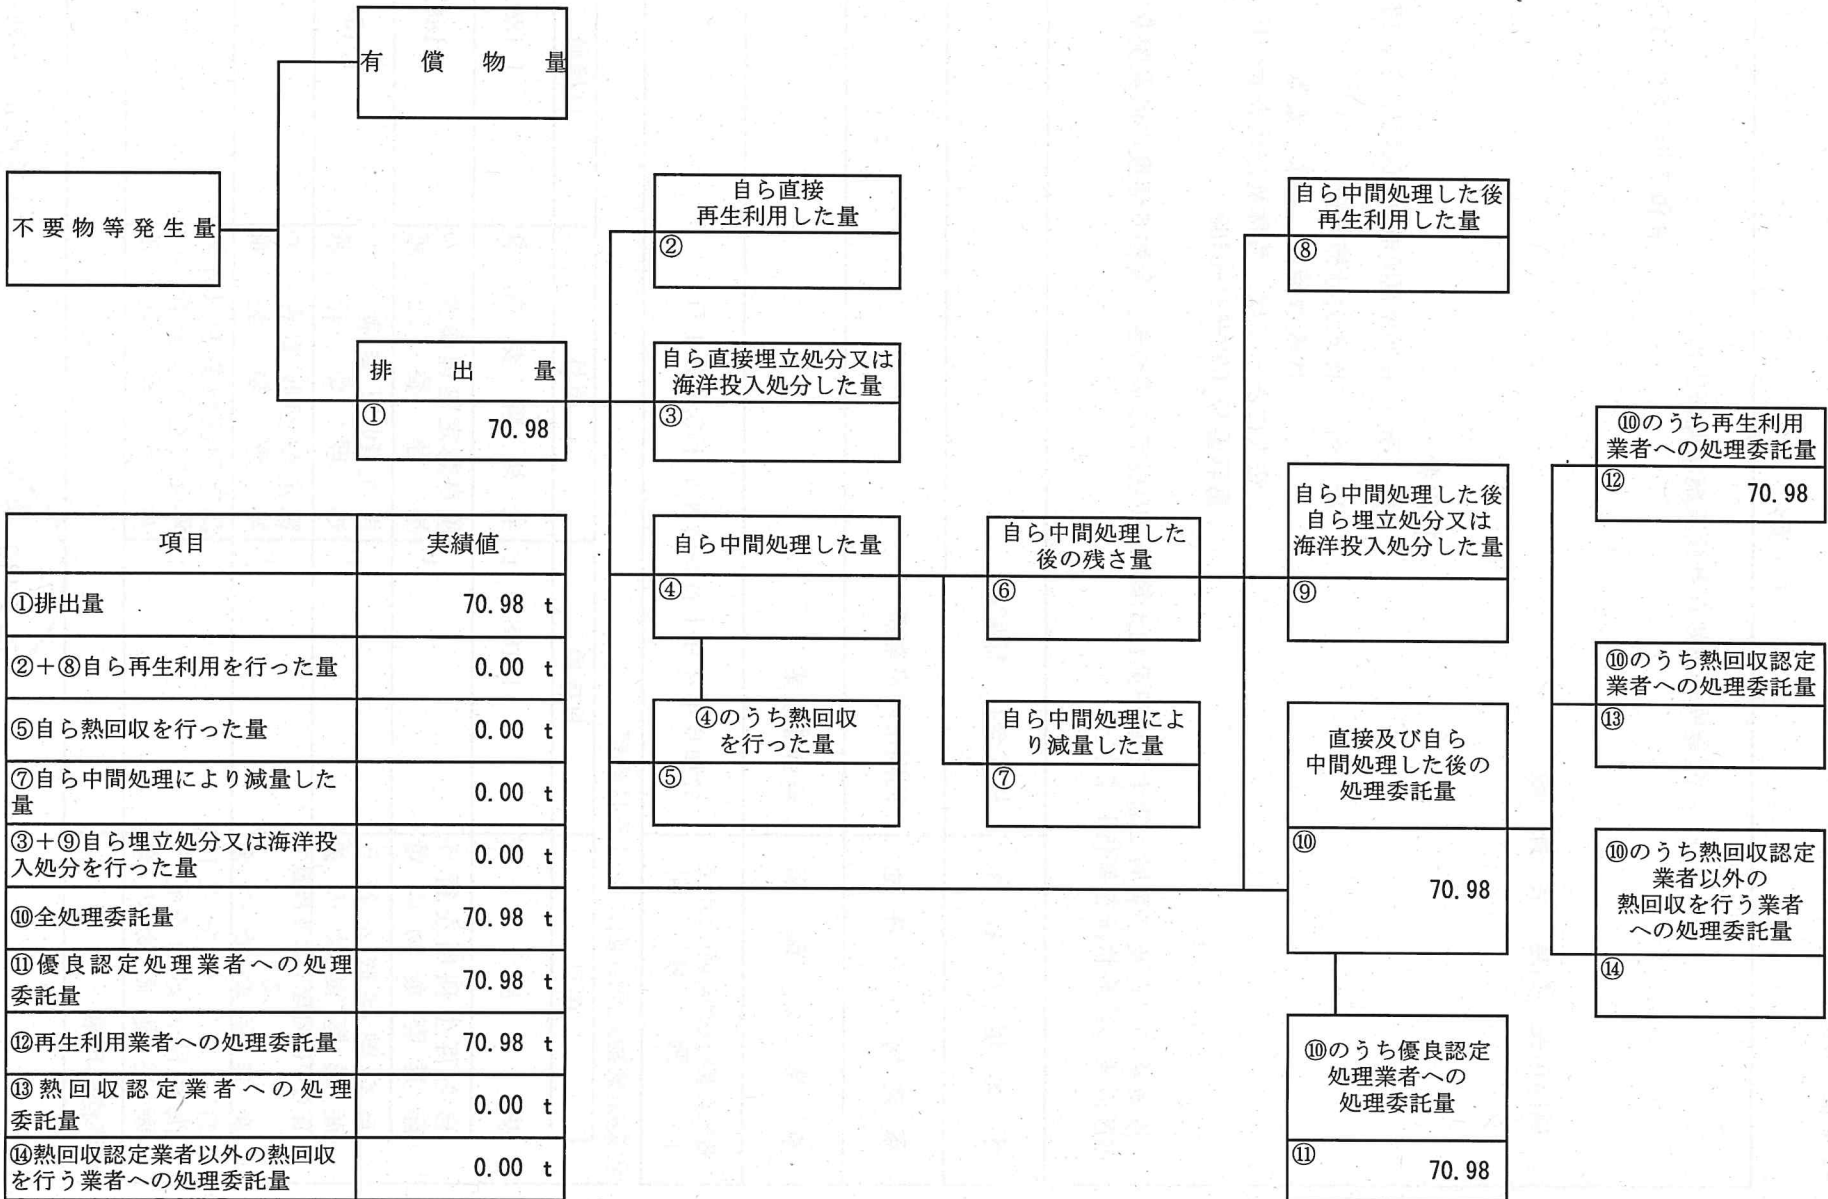 有償物量
不要物等発生量
排出量
①
70.98
自ら直接
再生利用した量
②
自ら直接埋立処分又は
海洋投入処分した量
③
自ら中間処理した量
④
④のうち熱回収
を行った量
⑤
自ら中間処理した
後の残さ量
⑥
自ら中間処理によ
り減量した量
⑦
自ら中間処理した後
再生利用した量
⑧
自ら中間処理した後
自ら埋立処分又は
海洋投入処分した量
⑨
直接及び自ら
中間処理した後の
処理委託量
⑩
70.98
⑩のうち優良認定
処理業者への
処理委託量
⑪
70.98
⑩のうち再生利用
業者への処理委託量
⑫
70.98
⑩のうち熱回収認定
業者への処理委託量
⑬
⑩のうち熱回収認定
業者以外の
熱回収を行う業者
への処理委託量
⑭
項目 実績値
①排出量 70.98 t
②+⑧自ら再生利用を行った量 0.00 t
⑤自ら熱回収を行った量 0.00 t
⑦自ら中間処理により減量した
量 0.00 t
③+⑨自ら埋立処分又は海洋投
入処分を行った量 0.00 t
⑩全処理委託量 70.98 t
⑪優良認定処理業者への処理
委託量 70.98 t
⑫再生利用業者への処理委託量 70.98 t
⑬熱回収認定業者への処理
委託量 0.00 t
⑭熱回収認定業者以外の熱回収
を行う業者への処理委託量 0.00 t